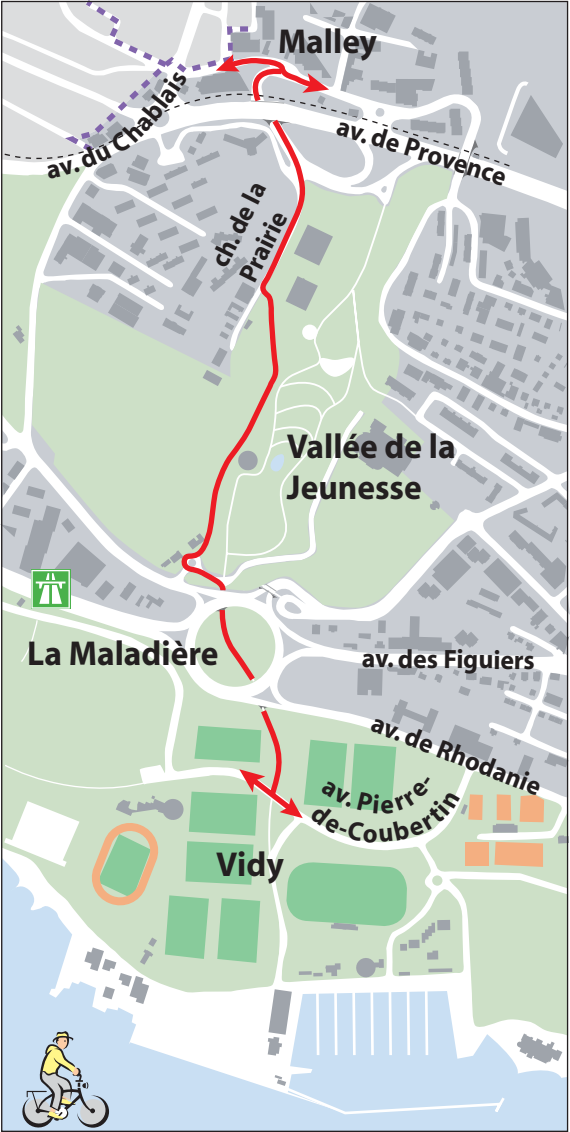 Malley
av. du Chablais
av. de Provence
ch. de la
Prairie
Vallée de la
Jeunesse
La Maladière
av. des Figuiers
av. de Rhodanie
av. Pierre-
de-Coubertin
Vidy